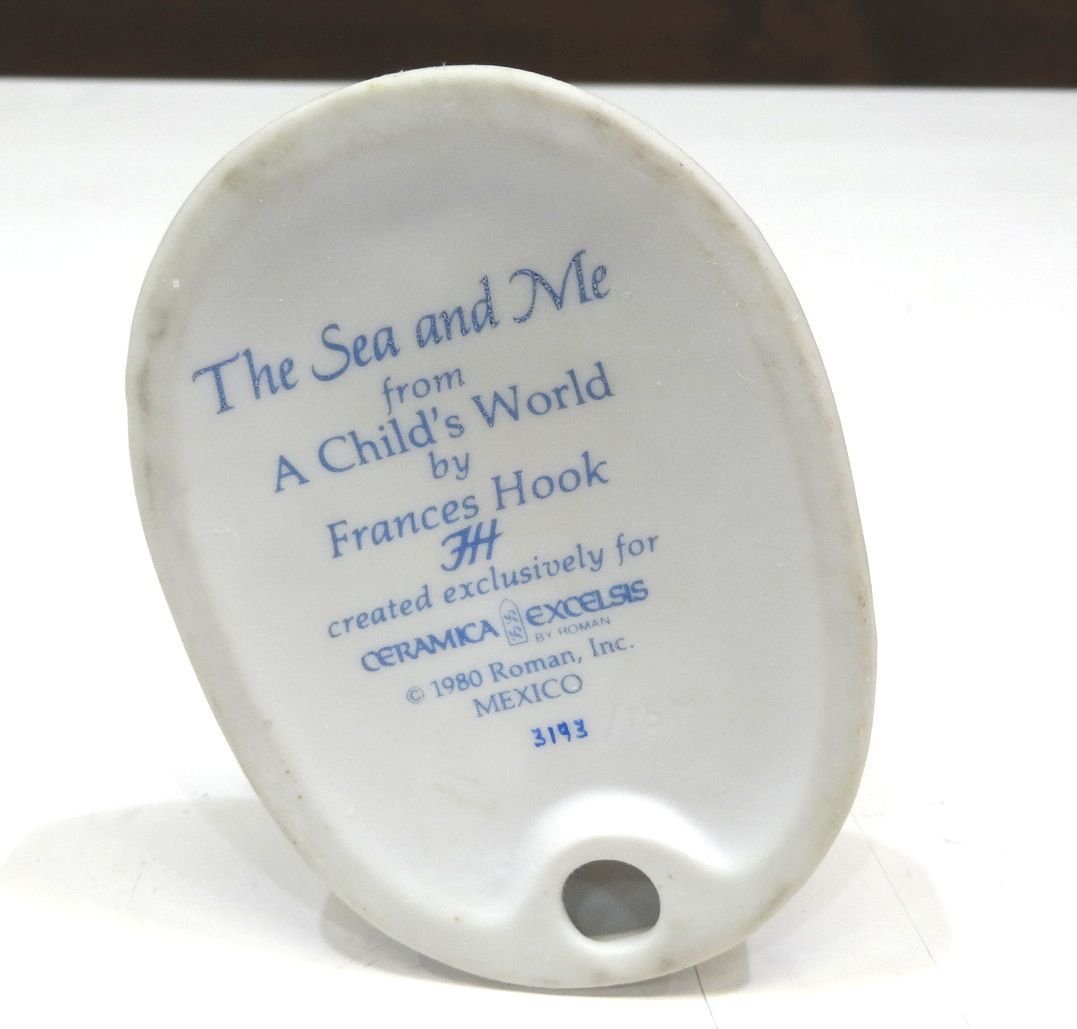 The Sea and Me
from
A Child's World
by
Frances Hook
FH
created exclusively for
CERAMICA EXCELSIS
BY ROMAN
© 1980 Roman, Inc.
MEXICO
3193